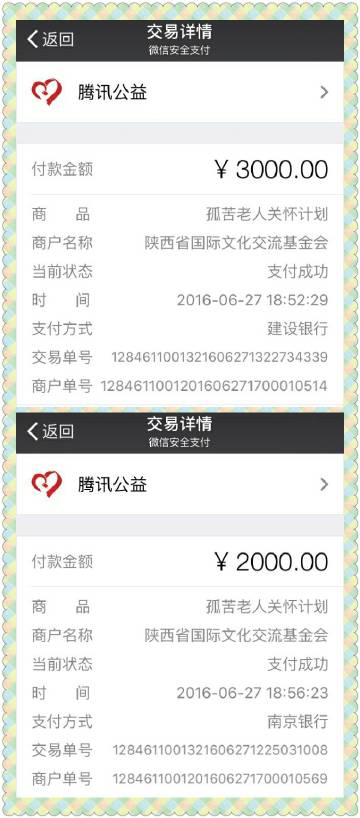 返回 交易详情
微信安全支付
腾讯公益
付款金额 ¥ 3000.00
商 品 孤苦老人关怀计划
商户名称 陕西省国际文化交流基金会
当前状态 支付成功
时 间 2016-06-27 18:52:29
支付方式 建设银行
交易单号 1284611001321606271322734339
商户单号 1284611001201606271700010514
返回 交易详情
微信安全支付
腾讯公益
付款金额 ¥ 2000.00
商 品 孤苦老人关怀计划
商户名称 陕西省国际文化交流基金会
当前状态 支付成功
时 间 2016-06-27 18:56:23
支付方式 南京银行
交易单号 1284611001321606271225031008
商户单号 1284611001201606271700010569